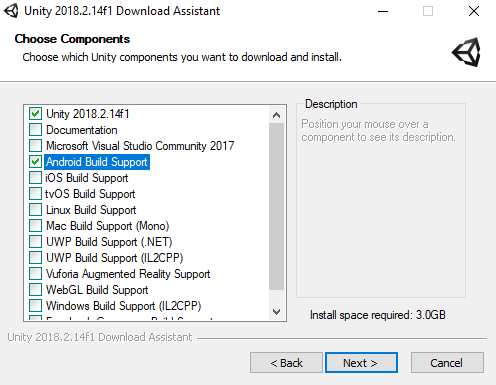 Unity 2018.2.14f1 Download Assistant
Choose Components
Choose which Unity components you want to download and install.
Unity 2018.2.14f1
Documentation
Microsoft Visual Studio Community 2017
Android Build Support
iOS Build Support
tvOS Build Support
Linux Build Support
Mac Build Support (Mono)
UWP Build Support (.NET)
UWP Build Support (IL2CPP)
Vuforia Augmented Reality Support
WebGL Build Support
Windows Build Support (IL2CPP)
Description
Position your mouse over a
component to see its description.
Install space required: 3.0GB
Unity 2018.2.14f1 Download Assistant
< Back
Next >
Cancel